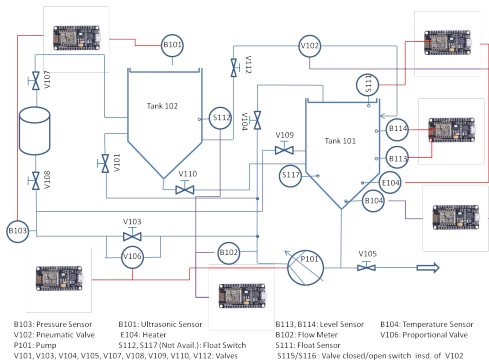 B101
V102
V107
V112
S111
Tank 102
S112
V104
Tank 101
B114
V109
B113
V101
V110
S117
E104
V108
B104
B103
V103
V106
B102
P101
V105
B103: Pressure Sensor B101: Ultrasonic Sensor B113, B114: Level Sensor B104: Temperature Sensor
V102: Pneumatic Valve E104: Heater B102: Flow Meter V106: Proportional Valve
P101: Pump S112, S117 (Not Avail.): Float Switch S111: Float Sensor
V101, V103, V104, V105, V107, V108, V109, V110, V112: Valves S115/S116 : Valve closed/open switch insd. of V102